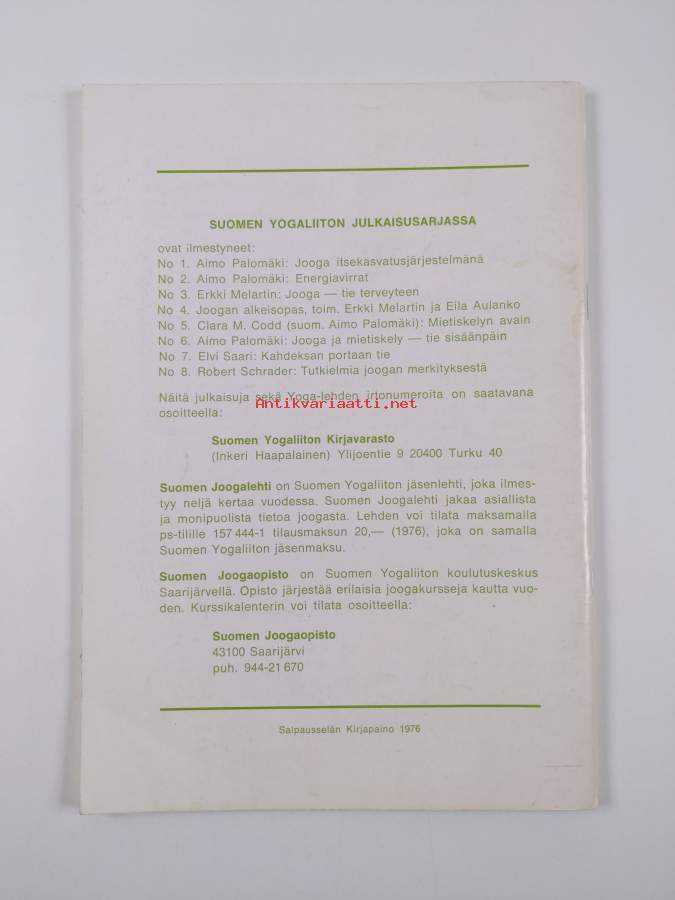 SUOMEN YOGALIITON JULKAISUSARJASSA
ovat ilmestyneet:
No 1. Aimo Palomäki: Jooga itsekasvatusjärjestelmänä
No 2. Aimo Palomäki: Energiavirrat
No 3. Erkki Melartin: Jooga — tie terveyteen
No 4. Joogan alkeisopas, toim. Erkki Melartin ja Eila Aulanko
No 5. Clara M. Codd (suom. Aimo Palomäki): Mietiskelyn avain
No 6. Aimo Palomäki: Jooga ja mietiskely — tie sisäänpäin
No 7. Elvi Saari: Kahdeksan portaan tie
No 8. Robert Schrader: Tutkielmia joogan merkityksestä
Näitä julkaisuja sekä Yoga-lehden irtonumeroita on saatavana
Antikvariaatti.net
osoitteella:
Suomen Yogaliiton Kirjavarasto
(Inkeri Haapalainen) Ylijoentie 9 20400 Turku 40
Suomen Joogalehti on Suomen Yogaliiton jäsenlehti, joka ilmes-
tyy neljä kertaa vuodessa. Suomen Joogalehti jakaa asiallista
ja monipuolista tietoa joogasta. Lehden voi tilata maksamalla
ps-tilille 157 444-1 tilausmaksun 20,— (1976), joka on samalla
Suomen Yogaliiton jäsenmaksu.
Suomen Joogaopisto on Suomen Yogaliiton koulutuskeskus
Saarijärvellä. Opisto järjestää erilaisia joogakursseja kautta vuo-
den. Kurssikalenterin voi tilata osoitteella:
Suomen Joogaopisto
43100 Saarijärvi
puh. 944-21 670
Salpausselän Kirjapaino 1976